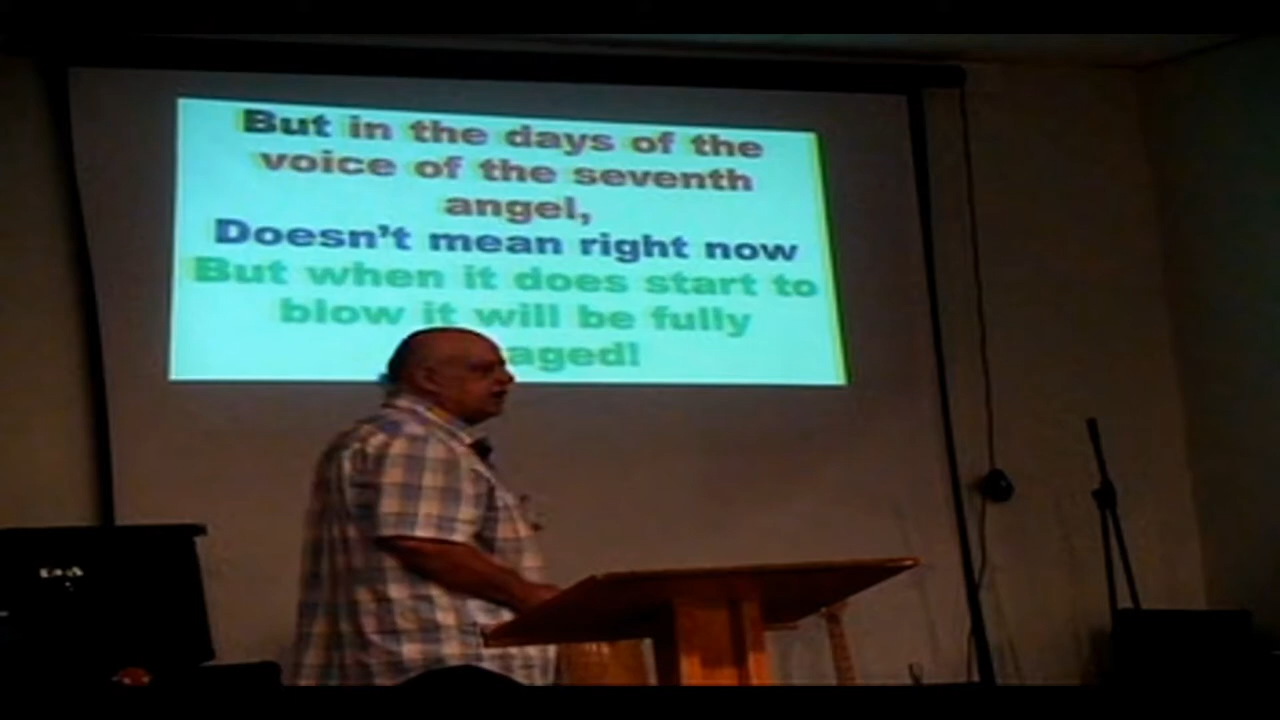 But in the days of the
voice of the seventh
angel,
Doesn't mean right now
But when it does start to
blow it will be fully